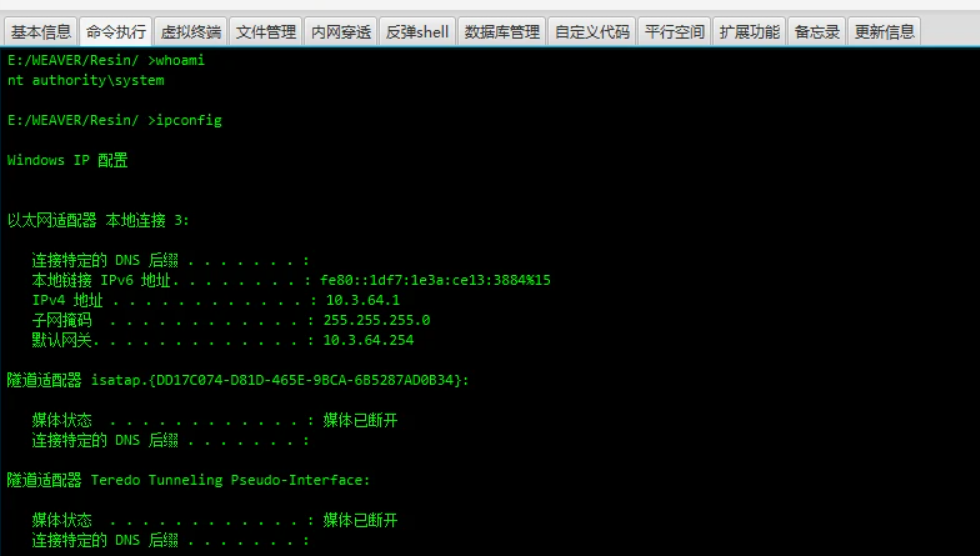 基本信息 命令执行 虚拟终端 文件管理 内网穿透 反弹shell 数据库管理 自定义代码 平行空间 扩展功能 备忘录 更新信息
E:/WEAVER/Resin/ >whoami
nt authority\system
E:/WEAVER/Resin/ >ipconfig
Windows IP 配置
以太网适配器 本地连接 3:
连接特定的 DNS 后缀 . . . . . . . :
本地链接 IPv6 地址. . . . . . . . : fe80::1df7:1e3a:ce13:3884%15
IPv4 地址 . . . . . . . . . . . . : 10.3.64.1
子网掩码  . . . . . . . . . . . . : 255.255.255.0
默认网关. . . . . . . . . . . . . : 10.3.64.254
隧道适配器 isatap.{DD17C074-D81D-465E-9BCA-6B5287AD0B34}:
媒体状态  . . . . . . . . . . . . : 媒体已断开
连接特定的 DNS 后缀 . . . . . . . :
隧道适配器 Teredo Tunneling Pseudo-Interface:
媒体状态  . . . . . . . . . . . . : 媒体已断开
连接特定的 DNS 后缀 . . . . . . . :